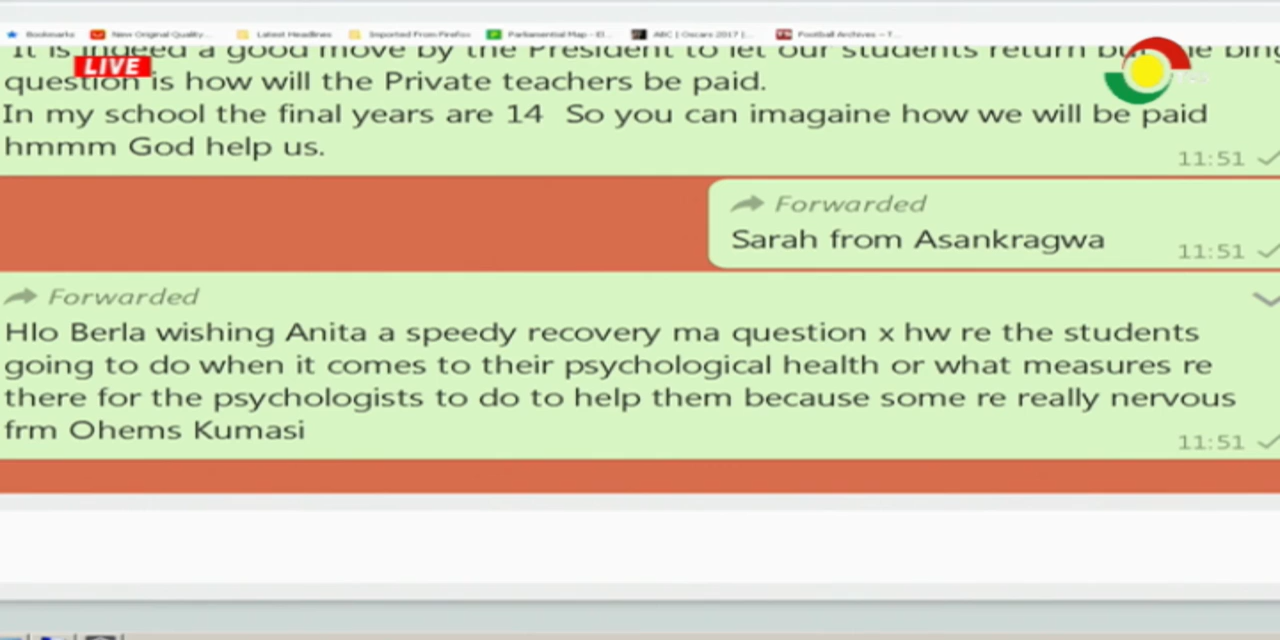 Bookmarks New Original Quality... Latest Headlines Imported From Firefox Parliamential Map - El... ABC | Oscars 2017 |... Football Archives - T...
It is indeed a good move by the President to let our students return
LIVE
question is how will the Private teachers be paid.
In my school the final years are 14 So you can imagaine how we will be paid
hmmm God help us.
11:51
Forwarded
Sarah from Asankragwa
11:51
Forwarded
Hlo Berla wishing Anita a speedy recovery ma question x hw re the students
going to do when it comes to their psychological health or what measures re
there for the psychologists to do to help them because some re really nervous
frm Ohems Kumasi
11:51